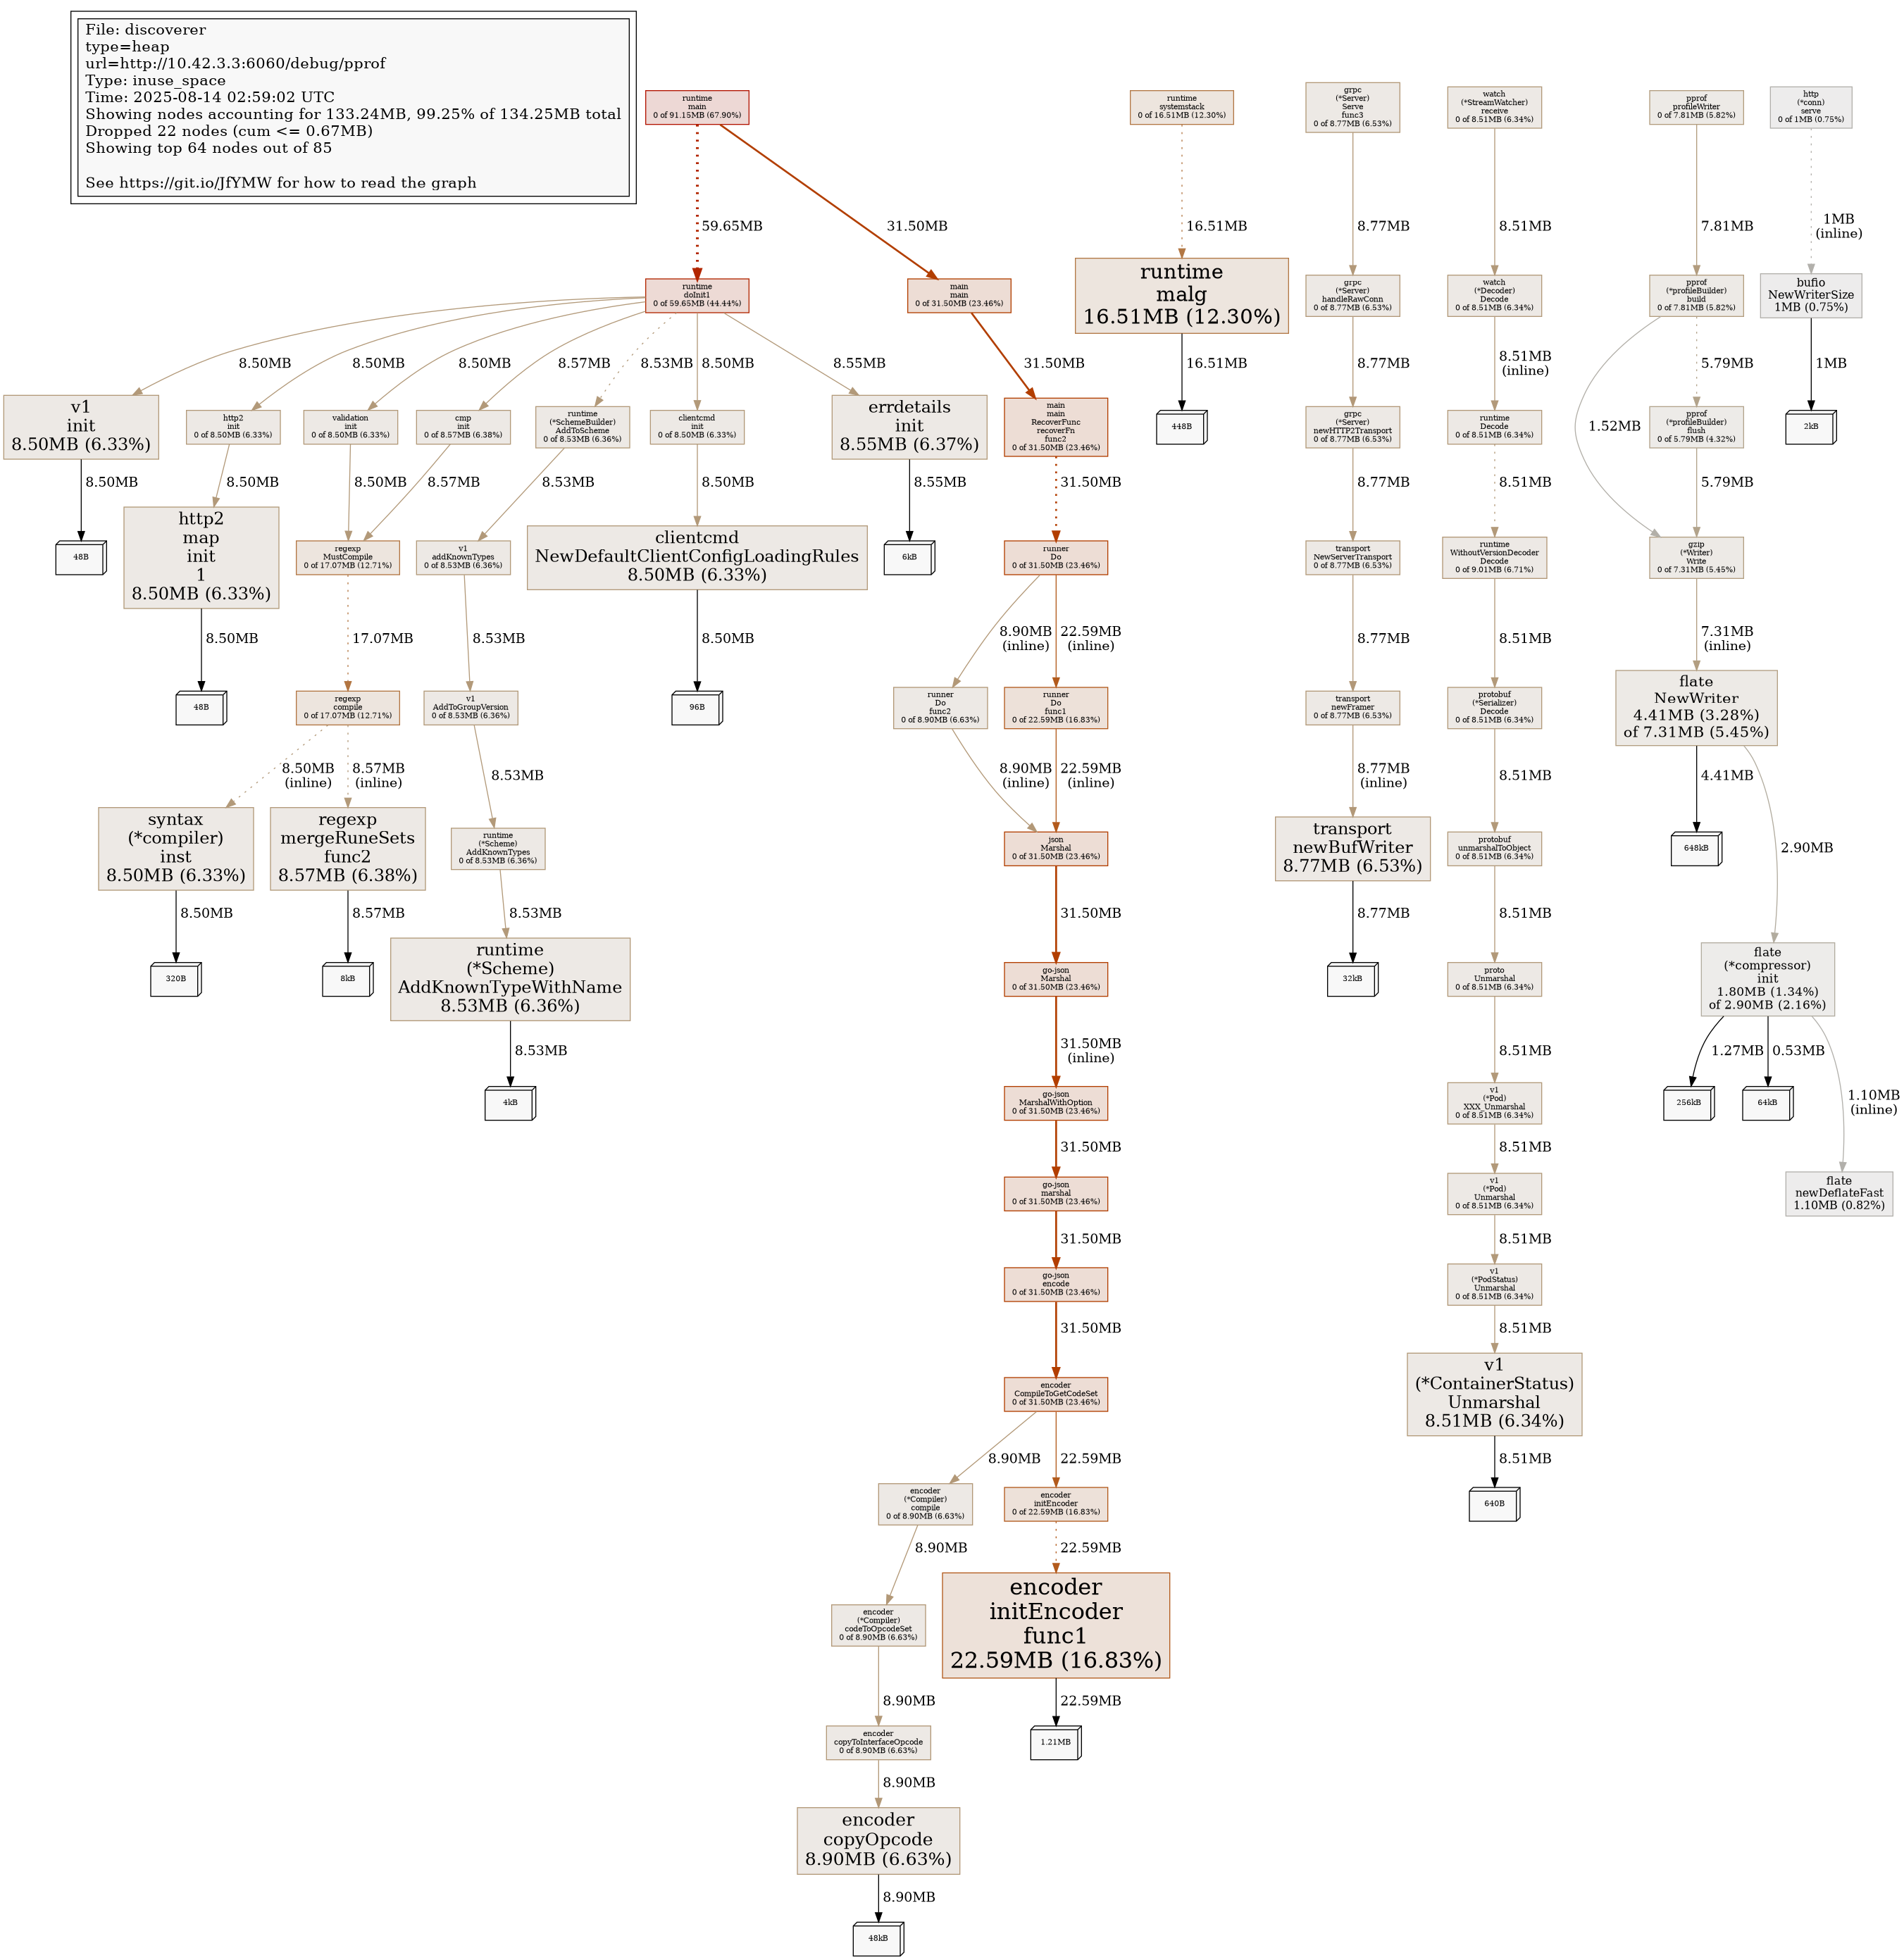 File: discoverer
type=heap
url=http://10.42.3.3:6060/debug/pprof
Type: inuse_space
Time: 2025-08-14 02:59:02 UTC
Showing nodes accounting for 133.24MB, 99.25% of 134.25MB total
Dropped 22 nodes (cum <= 0.67MB)
Showing top 64 nodes out of 85
See https://git.io/JfYMW for how to read the graph
runtime
main
0 of 91.15MB (67.90%)
59.65MB
31.50MB
runtime
doInit1
0 of 59.65MB (44.44%)
8.50MB
8.50MB
8.50MB
8.57MB
8.53MB
8.50MB
8.55MB
v1
init
8.50MB (6.33%)
8.50MB
48B
http2
init
0 of 8.50MB (6.33%)
8.50MB
http2
map
init
1
8.50MB (6.33%)
8.50MB
48B
validation
init
0 of 8.50MB (6.33%)
8.50MB
cmp
init
0 of 8.57MB (6.38%)
8.57MB
regexp
MustCompile
0 of 17.07MB (12.71%)
17.07MB
regexp
compile
0 of 17.07MB (12.71%)
8.50MB
(inline)
8.57MB
(inline)
syntax
(*compiler)
inst
8.50MB (6.33%)
8.50MB
320B
regexp
mergeRuneSets
func2
8.57MB (6.38%)
8.57MB
8kB
runtime
(*SchemeBuilder)
AddToScheme
0 of 8.53MB (6.36%)
8.53MB
v1
addKnownTypes
0 of 8.53MB (6.36%)
8.53MB
v1
AddToGroupVersion
0 of 8.53MB (6.36%)
8.53MB
runtime
(*Scheme)
AddKnownTypes
0 of 8.53MB (6.36%)
8.53MB
runtime
(*Scheme)
AddKnownTypeWithName
8.53MB (6.36%)
8.53MB
4kB
clientcmd
init
0 of 8.50MB (6.33%)
8.50MB
clientcmd
NewDefaultClientConfigLoadingRules
8.50MB (6.33%)
8.50MB
96B
errdetails
init
8.55MB (6.37%)
8.55MB
6kB
main
main
0 of 31.50MB (23.46%)
31.50MB
main
main
RecoverFunc
recoverFn
func2
0 of 31.50MB (23.46%)
31.50MB
runner
Do
0 of 31.50MB (23.46%)
8.90MB
(inline)
22.59MB
(inline)
runner
Do
func2
0 of 8.90MB (6.63%)
8.90MB
(inline)
runner
Do
func1
0 of 22.59MB (16.83%)
22.59MB
(inline)
json
Marshal
0 of 31.50MB (23.46%)
31.50MB
go-json
Marshal
0 of 31.50MB (23.46%)
31.50MB
(inline)
go-json
MarshalWithOption
0 of 31.50MB (23.46%)
31.50MB
go-json
marshal
0 of 31.50MB (23.46%)
31.50MB
go-json
encode
0 of 31.50MB (23.46%)
31.50MB
encoder
CompileToGetCodeSet
0 of 31.50MB (23.46%)
8.90MB
22.59MB
encoder
(*Compiler)
compile
0 of 8.90MB (6.63%)
8.90MB
encoder
(*Compiler)
codeToOpcodeSet
0 of 8.90MB (6.63%)
8.90MB
encoder
copyToInterfaceOpcode
0 of 8.90MB (6.63%)
8.90MB
encoder
copyOpcode
8.90MB (6.63%)
8.90MB
48kB
encoder
initEncoder
0 of 22.59MB (16.83%)
22.59MB
encoder
initEncoder
func1
22.59MB (16.83%)
22.59MB
1.21MB
runtime
systemstack
0 of 16.51MB (12.30%)
16.51MB
runtime
malg
16.51MB (12.30%)
16.51MB
448B
grpc
(*Server)
Serve
func3
0 of 8.77MB (6.53%)
8.77MB
grpc
(*Server)
handleRawConn
0 of 8.77MB (6.53%)
8.77MB
grpc
(*Server)
newHTTP2Transport
0 of 8.77MB (6.53%)
8.77MB
transport
NewServerTransport
0 of 8.77MB (6.53%)
8.77MB
transport
newFramer
0 of 8.77MB (6.53%)
8.77MB
(inline)
transport
newBufWriter
8.77MB (6.53%)
8.77MB
32kB
watch
(*StreamWatcher)
receive
0 of 8.51MB (6.34%)
8.51MB
watch
(*Decoder)
Decode
0 of 8.51MB (6.34%)
8.51MB
(inline)
runtime
Decode
0 of 8.51MB (6.34%)
8.51MB
runtime
WithoutVersionDecoder
Decode
0 of 9.01MB (6.71%)
8.51MB
protobuf
(*Serializer)
Decode
0 of 8.51MB (6.34%)
8.51MB
protobuf
unmarshalToObject
0 of 8.51MB (6.34%)
8.51MB
proto
Unmarshal
0 of 8.51MB (6.34%)
8.51MB
v1
(*Pod)
XXX_Unmarshal
0 of 8.51MB (6.34%)
8.51MB
v1
(*Pod)
Unmarshal
0 of 8.51MB (6.34%)
8.51MB
v1
(*PodStatus)
Unmarshal
0 of 8.51MB (6.34%)
8.51MB
v1
(*ContainerStatus)
Unmarshal
8.51MB (6.34%)
8.51MB
640B
pprof
profileWriter
0 of 7.81MB (5.82%)
7.81MB
pprof
(*profileBuilder)
build
0 of 7.81MB (5.82%)
1.52MB
5.79MB
pprof
(*profileBuilder)
flush
0 of 5.79MB (4.32%)
5.79MB
gzip
(*Writer)
Write
0 of 7.31MB (5.45%)
7.31MB
(inline)
flate
NewWriter
4.41MB (3.28%)
of 7.31MB (5.45%)
4.41MB
648kB
2.90MB
flate
(*compressor)
init
1.80MB (1.34%)
of 2.90MB (2.16%)
1.27MB
0.53MB
1.10MB
(inline)
256kB
64kB
flate
newDeflateFast
1.10MB (0.82%)
http
(*conn)
serve
0 of 1MB (0.75%)
1MB
(inline)
bufio
NewWriterSize
1MB (0.75%)
1MB
2kB